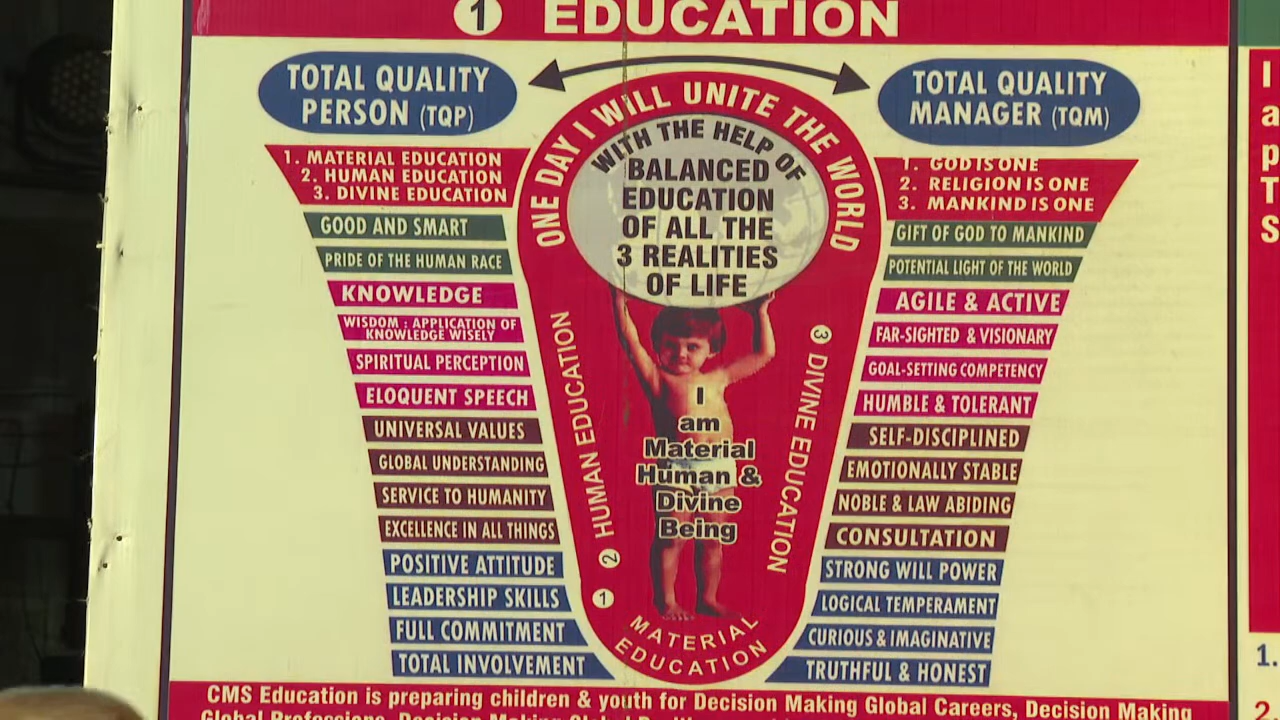 1 EDUCATION
TOTAL QUALITY
PERSON (TQP)
TOTAL QUALITY
MANAGER (TQM)
1. MATERIAL EDUCATION
2. HUMAN EDUCATION
3. DIVINE EDUCATION
GOOD AND SMART
PRIDE OF THE HUMAN RACE
KNOWLEDGE
WISDOM : APPLICATION OF
KNOWLEDGE WISELY
SPIRITUAL PERCEPTION
ELOQUENT SPEECH
UNIVERSAL VALUES
GLOBAL UNDERSTANDING
SERVICE TO HUMANITY
EXCELLENCE IN ALL THINGS
POSITIVE ATTITUDE
LEADERSHIP SKILLS
FULL COMMITMENT
TOTAL INVOLVEMENT
ONE DAY I WILL UNITE THE WORLD
WITH THE HELP OF
BALANCED
EDUCATION
OF ALL THE
3 REALITIES
OF LIFE
2 HUMAN EDUCATION
3 DIVINE EDUCATION
I
am
Material
Human &
Divine
Being
1 MATERIAL
EDUCATION
1. GOD IS ONE
2. RELIGION IS ONE
3. MANKIND IS ONE
GIFT OF GOD TO MANKIND
POTENTIAL LIGHT OF THE WORLD
AGILE & ACTIVE
FAR-SIGHTED & VISIONARY
GOAL-SETTING COMPETENCY
HUMBLE & TOLERANT
SELF-DISCIPLINED
EMOTIONALLY STABLE
NOBLE & LAW ABIDING
CONSULTATION
STRONG WILL POWER
LOGICAL TEMPERAMENT
CURIOUS & IMAGINATIVE
TRUTHFUL & HONEST
CMS Education is preparing children & youth for Decision Making Global Careers, Decision Making
Global Professions, Decision Making
I
a
p
T
S
1.
2